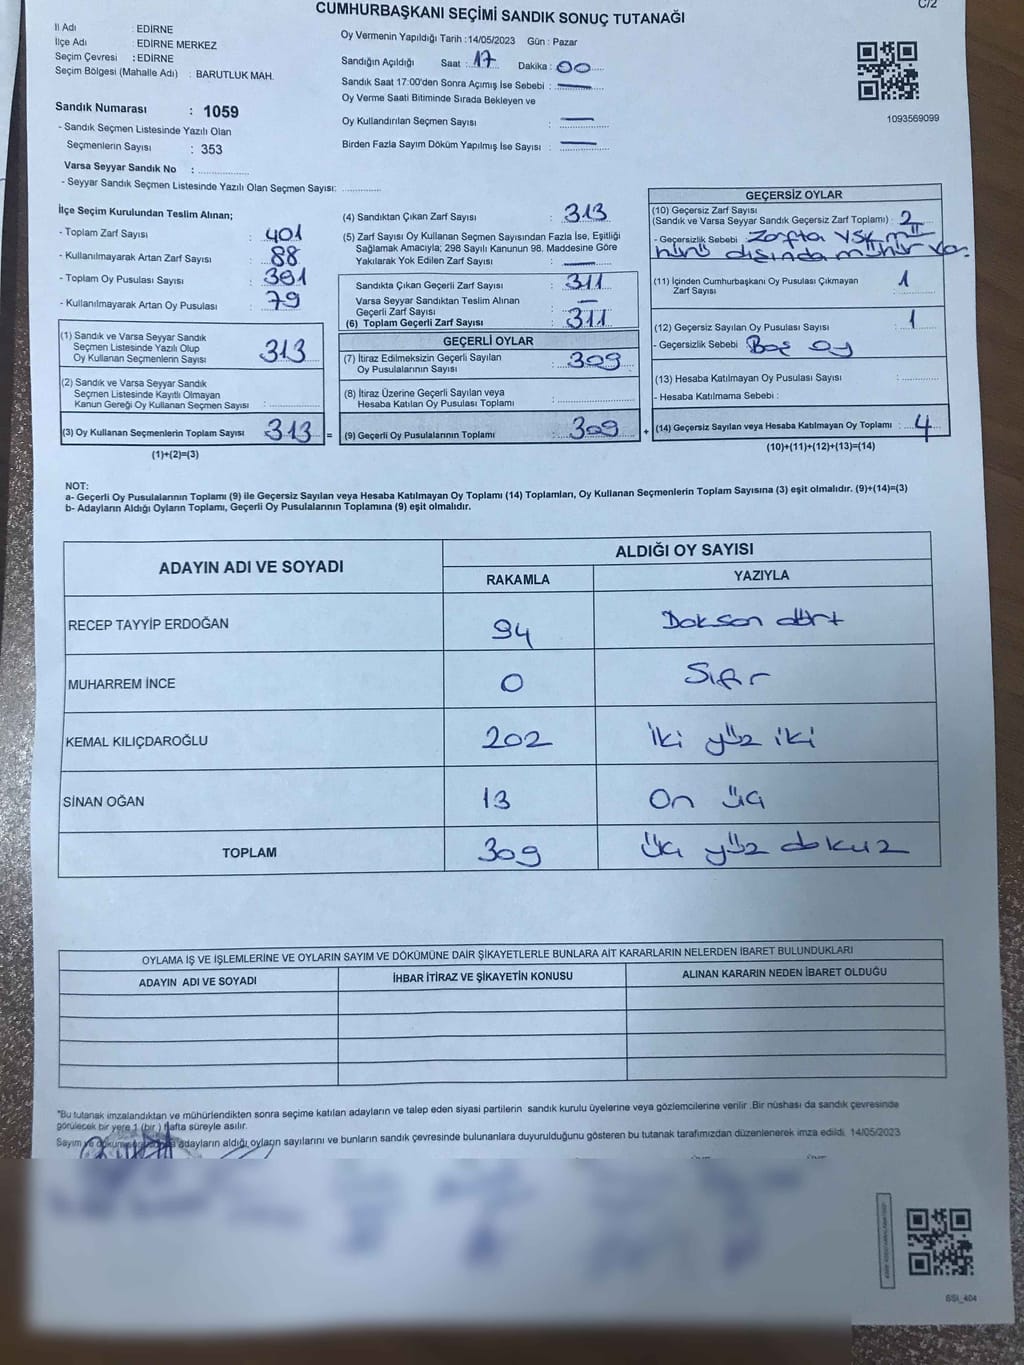 C/2
CUMHURBAŞKANI SEÇİMİ SANDIK SONUÇ TUTANAĞI
İl Adı : EDİRNE
İlçe Adı : EDİRNE MERKEZ
Seçim Çevresi : EDİRNE
Seçim Bölgesi (Mahalle Adı) : BARUTLUK MAH.
Sandık Numarası : 1059
- Sandık Seçmen Listesinde Yazılı Olan
Seçmenlerin Sayısı : 353
Varsa Seyyar Sandık No : ................
- Seyyar Sandık Seçmen Listesinde Yazılı Olan Seçmen Sayısı: ............
Oy Vermenin Yapıldığı Tarih :14/05/2023 Gün : Pazar
Sandığın Açıldığı Saat : 17 Dakika : 00
Sandık Saat 17:00'den Sonra Açımış İse Sebebi : —
Oy Verme Saati Bitiminde Sırada Bekleyen ve
Oy Kullandırılan Seçmen Sayısı : —
Birden Fazla Sayım Döküm Yapılmış İse Sayısı : —
1093569099
İlçe Seçim Kurulundan Teslim Alınan;
- Toplam Zarf Sayısı : 401
- Kullanılmayarak Artan Zarf Sayısı : 88
- Toplam Oy Pusulası Sayısı :
- Kullanılmayarak Artan Oy Pusulası : 79
(1) Sandık ve Varsa Seyyar Sandık
Seçmen Listesinde Yazılı Olup
Oy Kullanan Seçmenlerin Sayısı : 313
(2) Sandık ve Varsa Seyyar Sandık
Seçmen Listesinde Kayıtlı Olmayan
Kanun Gereği Oy Kullanan Seçmen Sayısı : ............
(3) Oy Kullanan Seçmenlerin Toplam Sayısı 313 =
(1)+(2)=(3)
(4) Sandıktan Çıkan Zarf Sayısı : 313
(5) Zarf Sayısı Oy Kullanan Seçmen Sayısından Fazla İse, Eşitliği
Sağlamak Amacıyla; 298 Sayılı Kanunun 98. Maddesine Göre
Yakılarak Yok Edilen Zarf Sayısı : —
Sandıkta Çıkan Geçerli Zarf Sayısı : 311
Varsa Seyyar Sandıktan Teslim Alınan
Geçerli Zarf Sayısı : —
(6) Toplam Geçerli Zarf Sayısı : 311
GEÇERLİ OYLAR
(7) İtiraz Edilmeksizin Geçerli Sayılan
Oy Pusulalarının Sayısı : 309
(8) İtiraz Üzerine Geçerli Sayılan veya
Hesaba Katılan Oy Pusulası Toplamı : ............
(9) Geçerli Oy Pusulalarının Toplamı : 309 +
GEÇERSİZ OYLAR
(10) Geçersiz Zarf Sayısı
(Sandık ve Varsa Seyyar Sandık Geçersiz Zarf Toplamı) : 2
- Geçersizlik Sebebi : Zarfta YSK mü
hürü dışında mühür var.
(11) İçinden Cumhurbaşkanı Oy Pusulası Çıkmayan
Zarf Sayısı : 1
(12) Geçersiz Sayılan Oy Pusulası Sayısı : 1
- Geçersizlik Sebebi : Boş oy
(13) Hesaba Katılmayan Oy Pusulası Sayısı : ............
- Hesaba Katılmama Sebebi :
(14) Geçersiz Sayılan veya Hesaba Katılmayan Oy Toplamı : 4
(10)+(11)+(12)+(13)=(14)
NOT:
a- Geçerli Oy Pusulalarının Toplamı (9) ile Geçersiz Sayılan veya Hesaba Katılmayan Oy Toplamı (14) Toplamları, Oy Kullanan Seçmenlerin Toplam Sayısına (3) eşit olmalıdır. (9)+(14)=(3)
b- Adayların Aldığı Oyların Toplamı, Geçerli Oy Pusulalarının Toplamına (9) eşit olmalıdır.
ADAYIN ADI VE SOYADI
ALDIĞI OY SAYISI
RAKAMLA YAZIYLA
RECEP TAYYİP ERDOĞAN 94 Doksan dört
MUHARREM İNCE 0 Sıfır
KEMAL KILIÇDAROĞLU 202 İki yüz iki
SİNAN OĞAN 13 On üç
TOPLAM 309 Üç yüz dokuz
OYLAMA İŞ VE İŞLEMLERİNE VE OYLARIN SAYIM VE DÖKÜMÜNE DAİR ŞİKAYETLERLE BUNLARA AİT KARARLARIN NELERDEN İBARET BULUNDUKLARI
ADAYIN ADI VE SOYADI İHBAR İTİRAZ VE ŞİKAYETİN KONUSU ALINAN KARARIN NEDEN İBARET OLDUĞU
*Bu tutanak imzalandıktan ve mühürlendikten sonra seçime katılan adayların ve talep eden siyasi partilerin sandık kurulu üyelerine veya gözlemcilerine verilir .Bir nüshası da sandık çevresinde
görülecek bir yere 1 (bir ) hafta süreyle asılır.
Sayım ve adayların aldığı oyların sayılarını ve bunların sandık çevresinde bulunanlara duyurulduğunu gösteren bu tutanak tarafımızdan düzenlenerek imza edildi. 14/05/2023
SSI_404